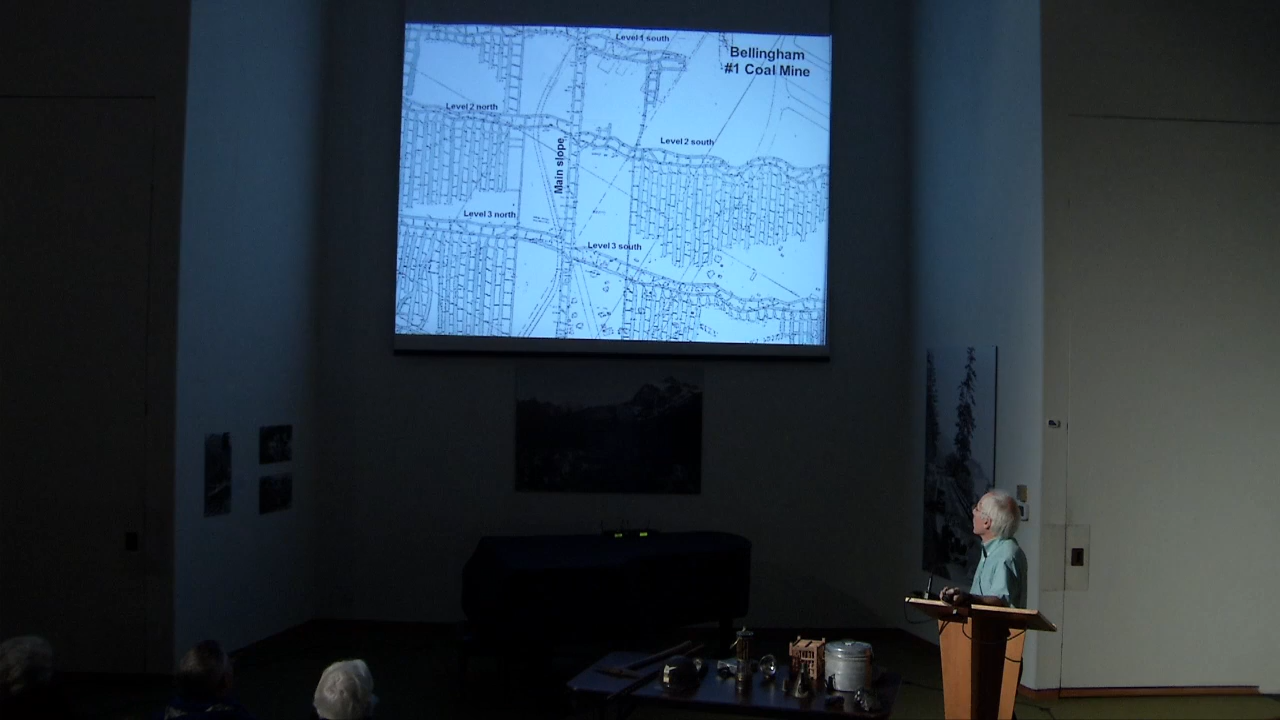 Level 1 south
Bellingham
#1 Coal Mine
Level 2 north
Level 2 south
Main slope
Level 3 north
Level 3 south